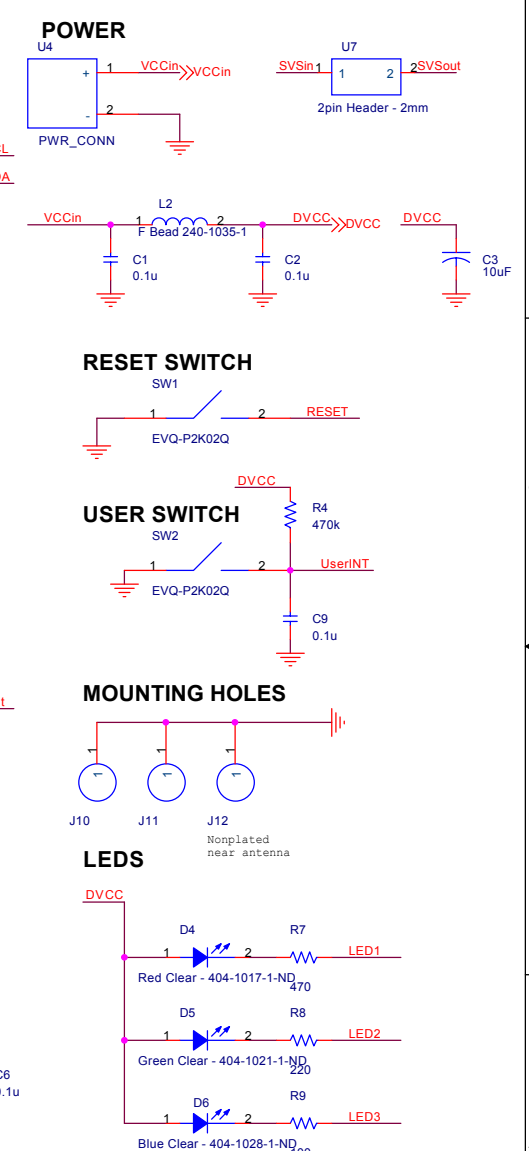 POWER
U4
U7
+
1
VCCin
VCCin
SVSin
1
1
2
2
SVSout
-
2
2pin Header - 2mm
PWR_CONN
VCCin
L2
1
2
F Bead 240-1035-1
DVCC
DVCC
DVCC
C1
0.1u
C2
0.1u
C3
10uF
RESET SWITCH
SW1
1
2
RESET
EVQ-P2K02Q
DVCC
R4
470k
USER SWITCH
SW2
1
2
UserINT
EVQ-P2K02Q
C9
0.1u
MOUNTING HOLES
1
1
1
1
1
1
J10
J11
J12
Nonplated
near antenna
LEDS
DVCC
D4
R7
1
2
LED1
Red Clear - 404-1017-1-ND
470
D5
R8
1
2
LED2
Green Clear - 404-1021-1-ND
220
D6
R9
1
2
LED3
Blue Clear - 404-1028-1-ND